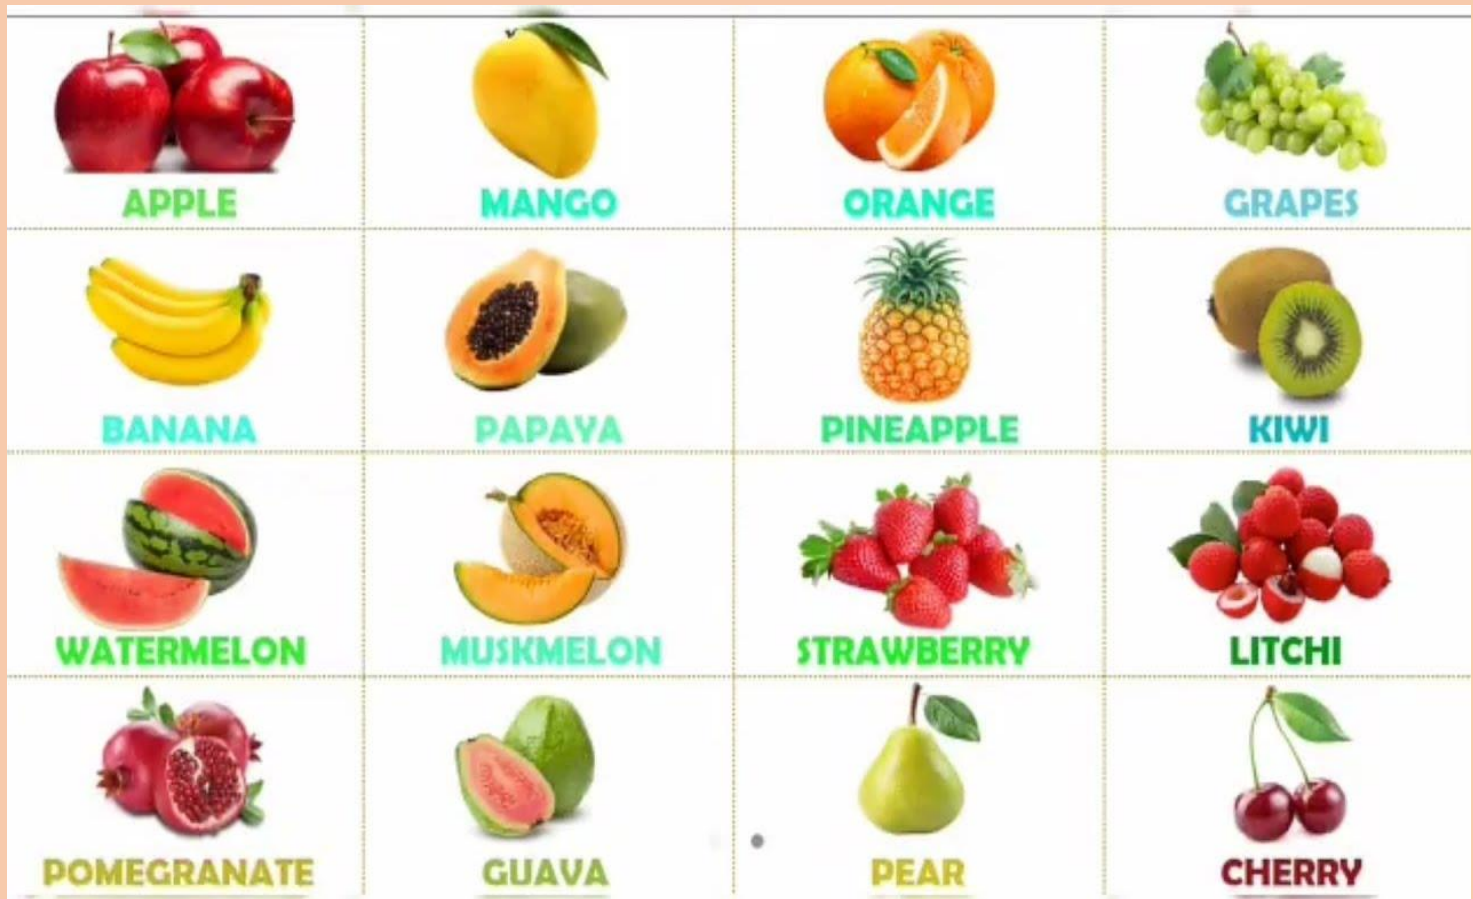 APPLE
MANGO
ORANGE
GRAPES
BANANA
PAPAYA
PINEAPPLE
KIWI
WATERMELON
MUSKMELON
STRAWBERRY
LITCHI
POMEGRANATE
GUAVA
PEAR
CHERRY